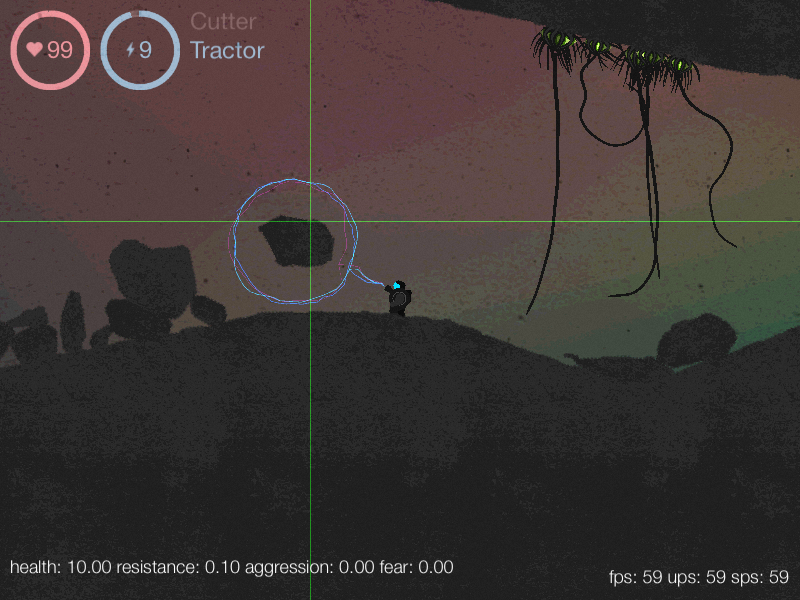 Cutter
♥99
⚡9
Tractor
health: 10.00 resistance: 0.10 aggression: 0.00 fear: 0.00
fps: 59 ups: 59 sps: 59